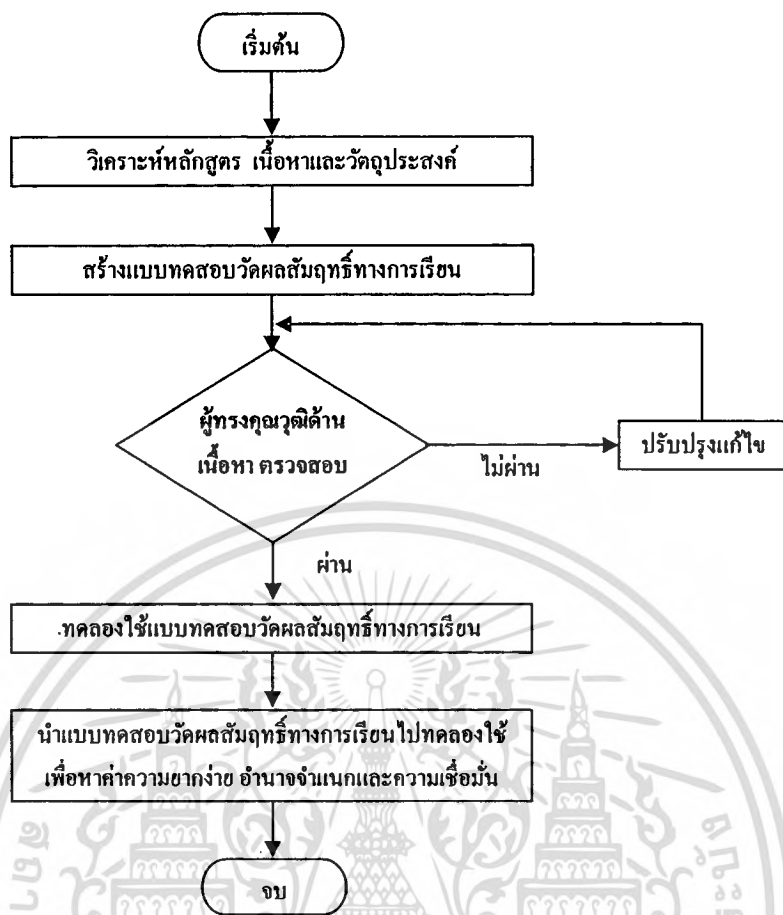 เริ่มต้น
วิเคราะห์หลักสูตร เนื้อหาและวัตถุประสงค์
สร้างแบบทดสอบวัดผลสัมฤทธิ์ทางการเรียน
ผู้ทรงคุณวุฒิด้าน
เนื้อหา ตรวจสอบ
ไม่ผ่าน
ปรับปรุงแก้ไข
ผ่าน
ทดลองใช้แบบทดสอบวัดผลสัมฤทธิ์ทางการเรียน
นำแบบทดสอบวัดผลสัมฤทธิ์ทางการเรียนไปทดลองใช้
เพื่อหาค่าความยากง่าย อำนาจจำแนกและความเชื่อมั่น
จบ